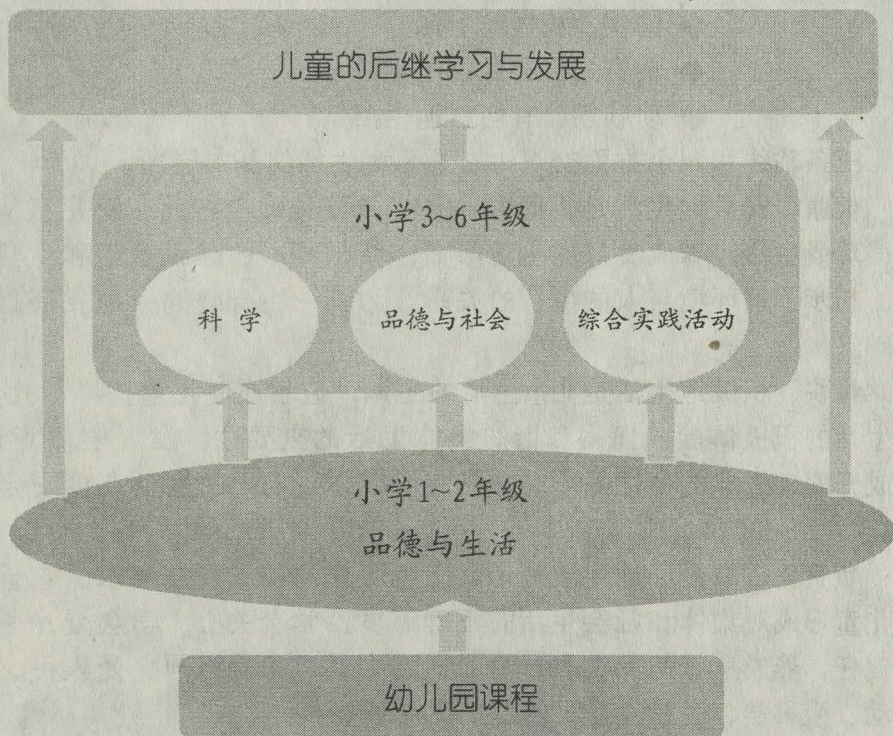 儿童的后继学习与发展
小学3~6年级
科 学
品德与社会
综合实践活动
小学1~2年级
品德与生活
幼儿园课程